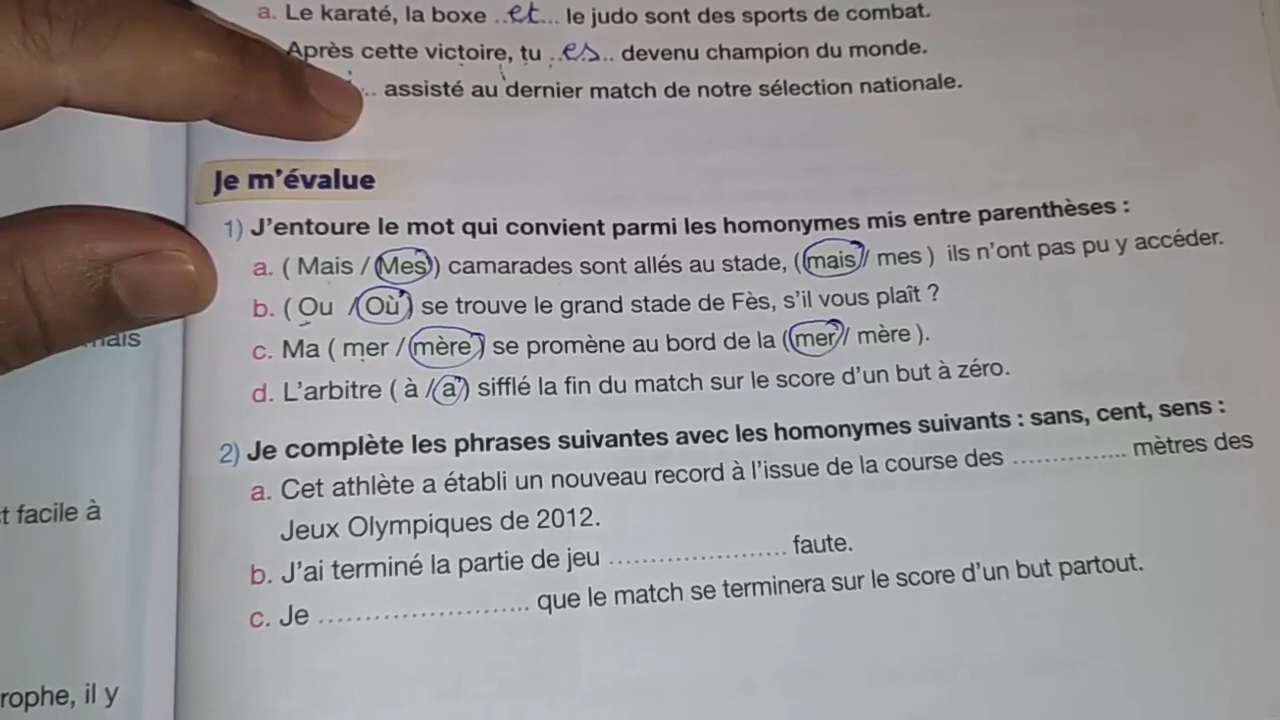 a. Le karaté, la boxe ..et... le judo sont des sports de combat.
Après cette victoire, tu ..es.. devenu champion du monde.
.. assisté au dernier match de notre sélection nationale.
Je m'évalue
1) J'entoure le mot qui convient parmi les homonymes mis entre parenthèses :
a. ( Mais / Mes ) camarades sont allés au stade, ( mais / mes ) ils n'ont pas pu y accéder.
b. ( Ou / Où ) se trouve le grand stade de Fès, s'il vous plaît ?
c. Ma ( mer / mère ) se promène au bord de la ( mer / mère ).
mais
d. L'arbitre ( à / a ) sifflé la fin du match sur le score d'un but à zéro.
2) Je complète les phrases suivantes avec les homonymes suivants : sans, cent, sens :
a. Cet athlète a établi un nouveau record à l'issue de la course des ............... mètres des
Jeux Olympiques de 2012.
t facile à
b. J'ai terminé la partie de jeu ....................... faute.
c. Je ........................... que le match se terminera sur le score d'un but partout.
rophe, il y